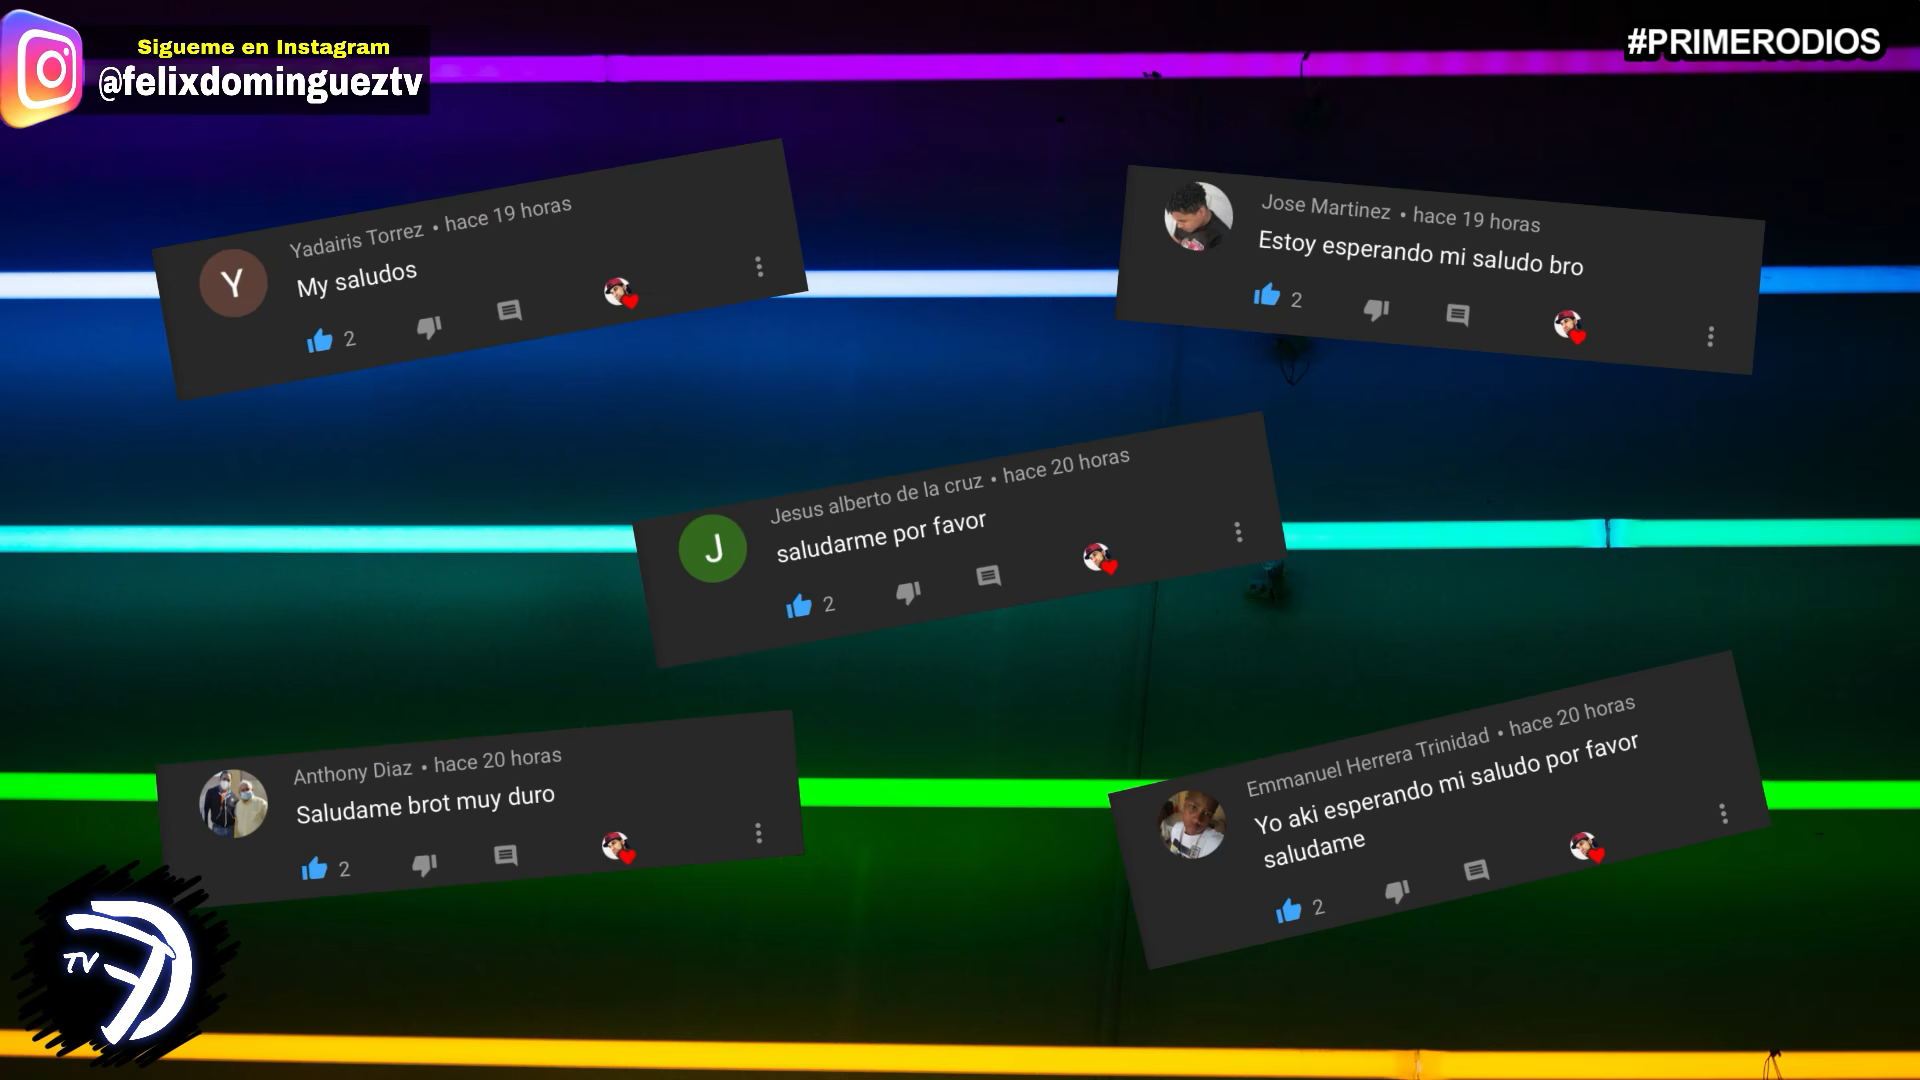 Sigueme en Instagram
@felixdomingueztv
#PRIMERODIOS
Yadairis Torrez • hace 19 horas
My saludos
2
Jose Martinez • hace 19 horas
Estoy esperando mi saludo bro
2
Jesus alberto de la cruz • hace 20 horas
saludarme por favor
2
Anthony Diaz • hace 20 horas
Saludame brot muy duro
2
Emmanuel Herrera Trinidad • hace 20 horas
Yo aki esperando mi saludo por favor
saludame
2
Y
J
TV